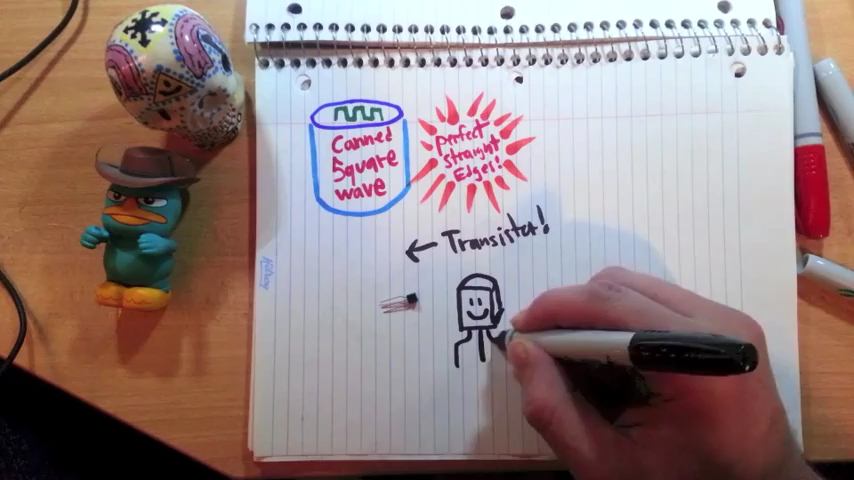 Canned
Square
wave
perfect
straight
Edges!
← Transistor!